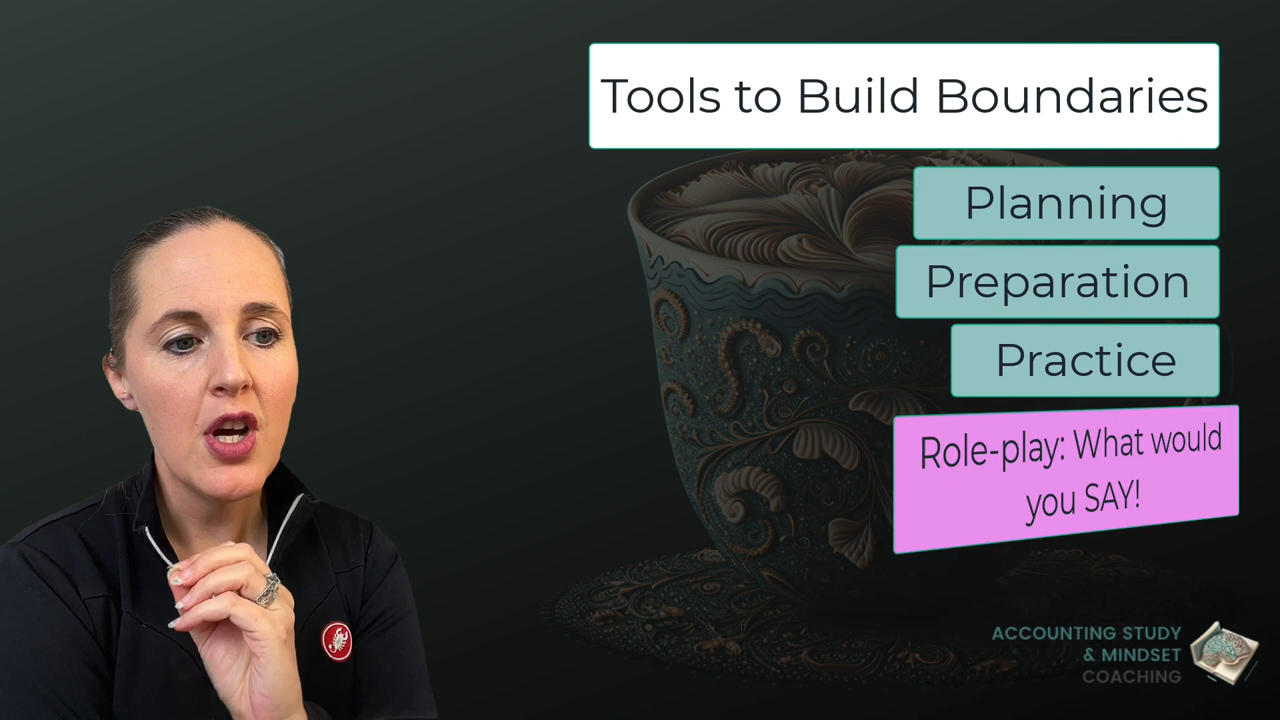 Tools to Build Boundaries
Planning
Preparation
Practice
Role-play: What would
you SAY!
ACCOUNTING STUDY
& MINDSET
COACHING